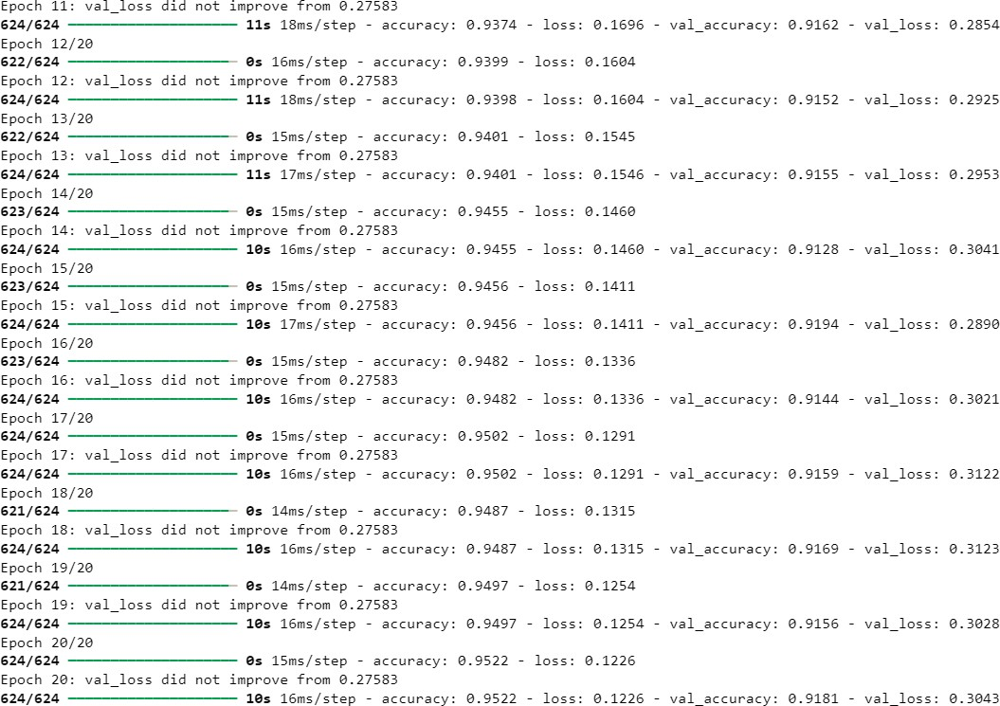 Epoch 11: val_loss did not improve from 0.27583
624/624 ━━━━━━━━━━━━━━━━━━━━ 11s 18ms/step - accuracy: 0.9374 - loss: 0.1696 - val_accuracy: 0.9162 - val_loss: 0.2854
Epoch 12/20
622/624 ━━━━━━━━━━━━━━━━━━━━ 0s 16ms/step - accuracy: 0.9399 - loss: 0.1604
Epoch 12: val_loss did not improve from 0.27583
624/624 ━━━━━━━━━━━━━━━━━━━━ 11s 18ms/step - accuracy: 0.9398 - loss: 0.1604 - val_accuracy: 0.9152 - val_loss: 0.2925
Epoch 13/20
622/624 ━━━━━━━━━━━━━━━━━━━━ 0s 15ms/step - accuracy: 0.9401 - loss: 0.1545
Epoch 13: val_loss did not improve from 0.27583
624/624 ━━━━━━━━━━━━━━━━━━━━ 11s 17ms/step - accuracy: 0.9401 - loss: 0.1546 - val_accuracy: 0.9155 - val_loss: 0.2953
Epoch 14/20
623/624 ━━━━━━━━━━━━━━━━━━━━ 0s 15ms/step - accuracy: 0.9455 - loss: 0.1460
Epoch 14: val_loss did not improve from 0.27583
624/624 ━━━━━━━━━━━━━━━━━━━━ 10s 16ms/step - accuracy: 0.9455 - loss: 0.1460 - val_accuracy: 0.9128 - val_loss: 0.3041
Epoch 15/20
623/624 ━━━━━━━━━━━━━━━━━━━━ 0s 15ms/step - accuracy: 0.9456 - loss: 0.1411
Epoch 15: val_loss did not improve from 0.27583
624/624 ━━━━━━━━━━━━━━━━━━━━ 10s 17ms/step - accuracy: 0.9456 - loss: 0.1411 - val_accuracy: 0.9194 - val_loss: 0.2890
Epoch 16/20
623/624 ━━━━━━━━━━━━━━━━━━━━ 0s 15ms/step - accuracy: 0.9482 - loss: 0.1336
Epoch 16: val_loss did not improve from 0.27583
624/624 ━━━━━━━━━━━━━━━━━━━━ 10s 16ms/step - accuracy: 0.9482 - loss: 0.1336 - val_accuracy: 0.9144 - val_loss: 0.3021
Epoch 17/20
624/624 ━━━━━━━━━━━━━━━━━━━━ 0s 15ms/step - accuracy: 0.9502 - loss: 0.1291
Epoch 17: val_loss did not improve from 0.27583
624/624 ━━━━━━━━━━━━━━━━━━━━ 10s 16ms/step - accuracy: 0.9502 - loss: 0.1291 - val_accuracy: 0.9159 - val_loss: 0.3122
Epoch 18/20
621/624 ━━━━━━━━━━━━━━━━━━━━ 0s 14ms/step - accuracy: 0.9487 - loss: 0.1315
Epoch 18: val_loss did not improve from 0.27583
624/624 ━━━━━━━━━━━━━━━━━━━━ 10s 16ms/step - accuracy: 0.9487 - loss: 0.1315 - val_accuracy: 0.9169 - val_loss: 0.3123
Epoch 19/20
621/624 ━━━━━━━━━━━━━━━━━━━━ 0s 14ms/step - accuracy: 0.9497 - loss: 0.1254
Epoch 19: val_loss did not improve from 0.27583
624/624 ━━━━━━━━━━━━━━━━━━━━ 10s 16ms/step - accuracy: 0.9497 - loss: 0.1254 - val_accuracy: 0.9156 - val_loss: 0.3028
Epoch 20/20
624/624 ━━━━━━━━━━━━━━━━━━━━ 0s 15ms/step - accuracy: 0.9522 - loss: 0.1226
Epoch 20: val_loss did not improve from 0.27583
624/624 ━━━━━━━━━━━━━━━━━━━━ 10s 16ms/step - accuracy: 0.9522 - loss: 0.1226 - val_accuracy: 0.9181 - val_loss: 0.3043